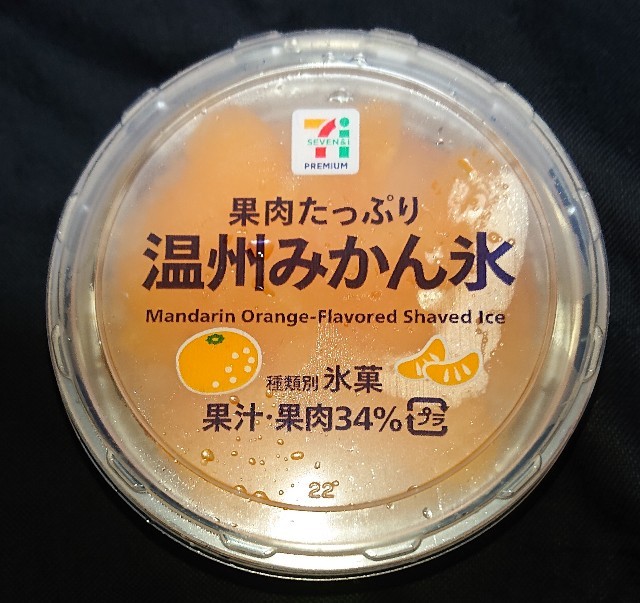 SEVEN&i
PREMIUM
果肉たっぷり
温州みかん氷
Mandarin Orange-Flavored Shaved Ice
種類別 氷菓
果汁・果肉34% プラ
22